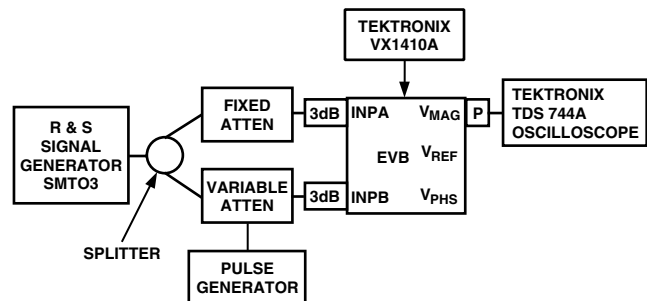 TEKTRONIX
VX1410A
R & S
SIGNAL
GENERATOR
SMTO3
FIXED
ATTEN
3dB
INPA
VMAG
P
TEKTRONIX
TDS 744A
OSCILLOSCOPE
EVB
VREF
VARIABLE
ATTEN
3dB
INPB
VPHS
SPLITTER
PULSE
GENERATOR